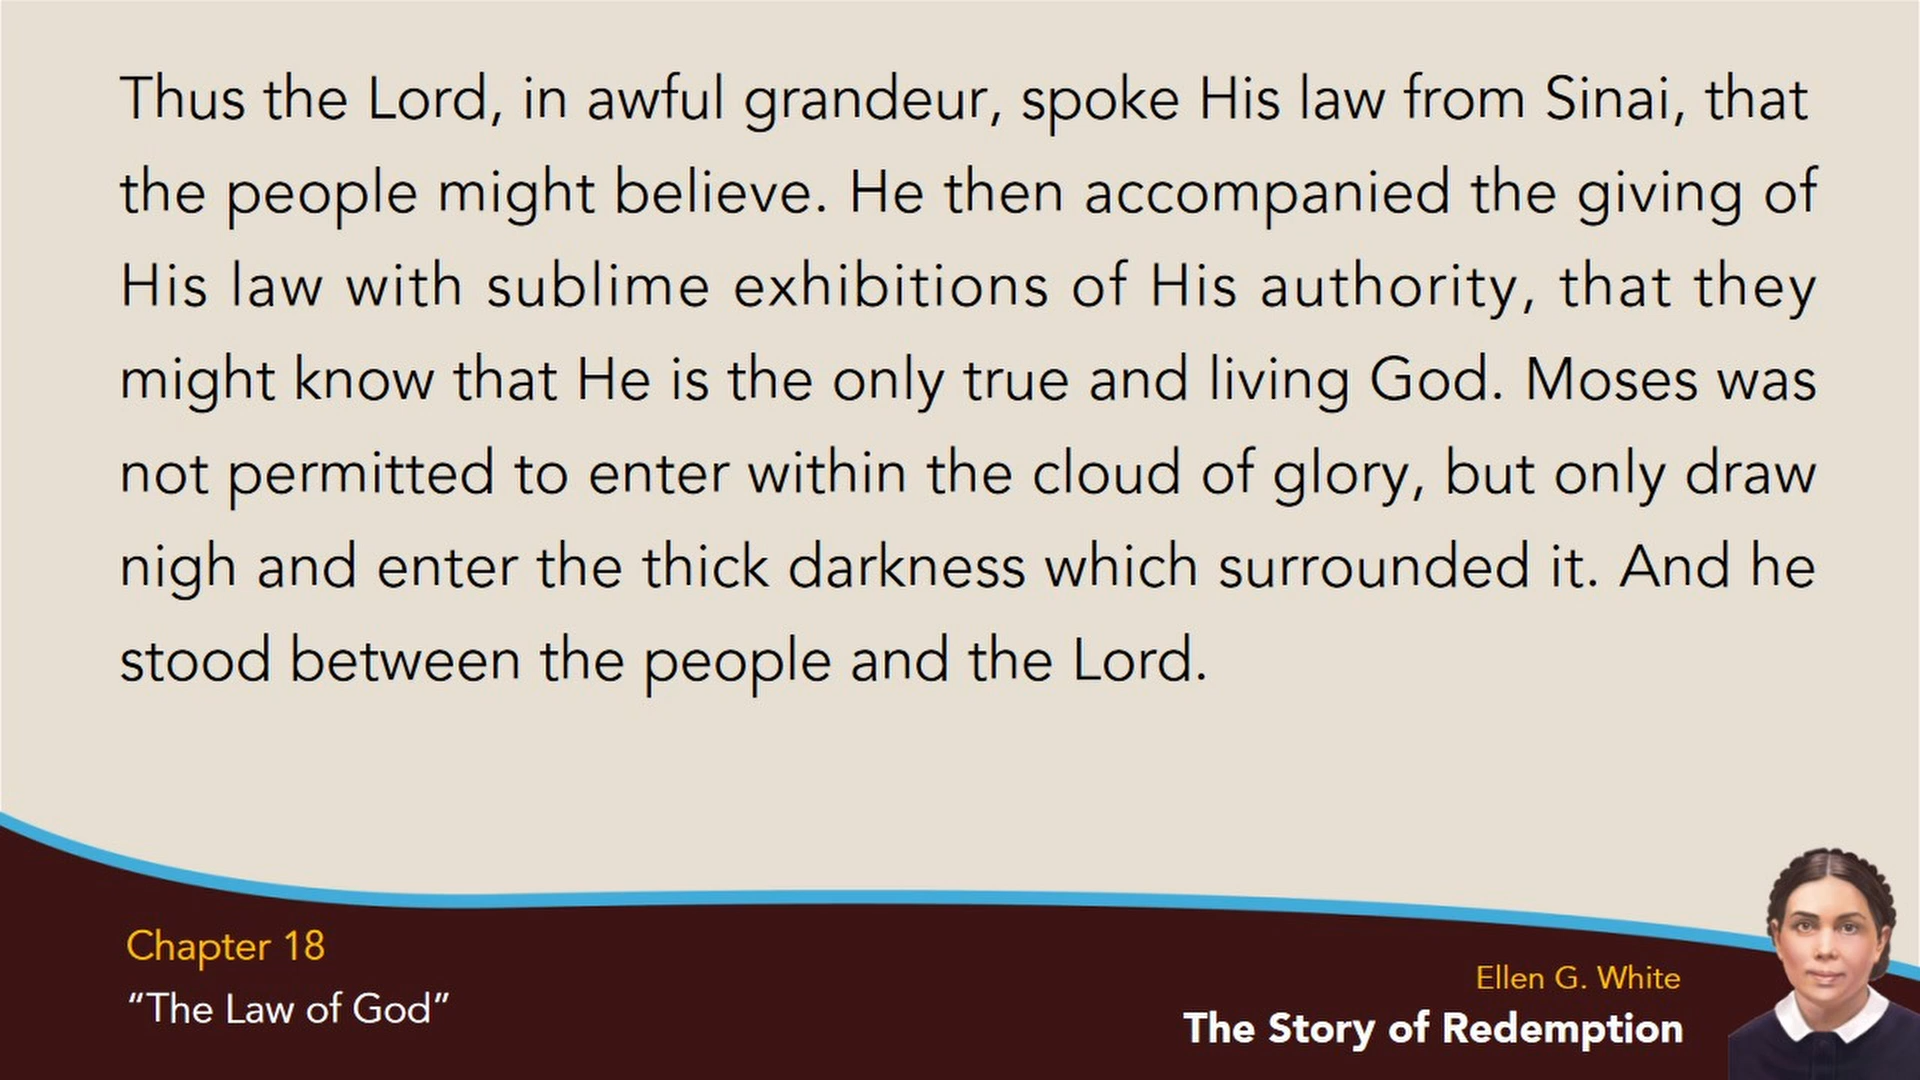 Thus the Lord, in awful grandeur, spoke His law from Sinai, that
the people might believe. He then accompanied the giving of
His law with sublime exhibitions of His authority, that they
might know that He is the only true and living God. Moses was
not permitted to enter within the cloud of glory, but only draw
nigh and enter the thick darkness which surrounded it. And he
stood between the people and the Lord.
Chapter 18
“The Law of God”
Ellen G. White
The Story of Redemption